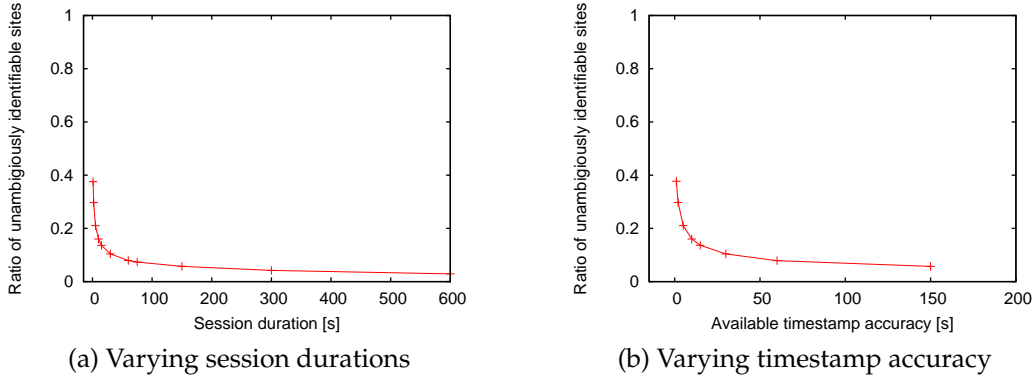 Ratio of unambigiously identifiable sites
1
0.8
0.6
0.4
0.2
0
0 100 200 300 400 500 600
Session duration [s]
(a) Varying session durations
Ratio of unambigiously identifiable sites
1
0.8
0.6
0.4
0.2
0
0 50 100 150 200
Available timestamp accuracy [s]
(b) Varying timestamp accuracy